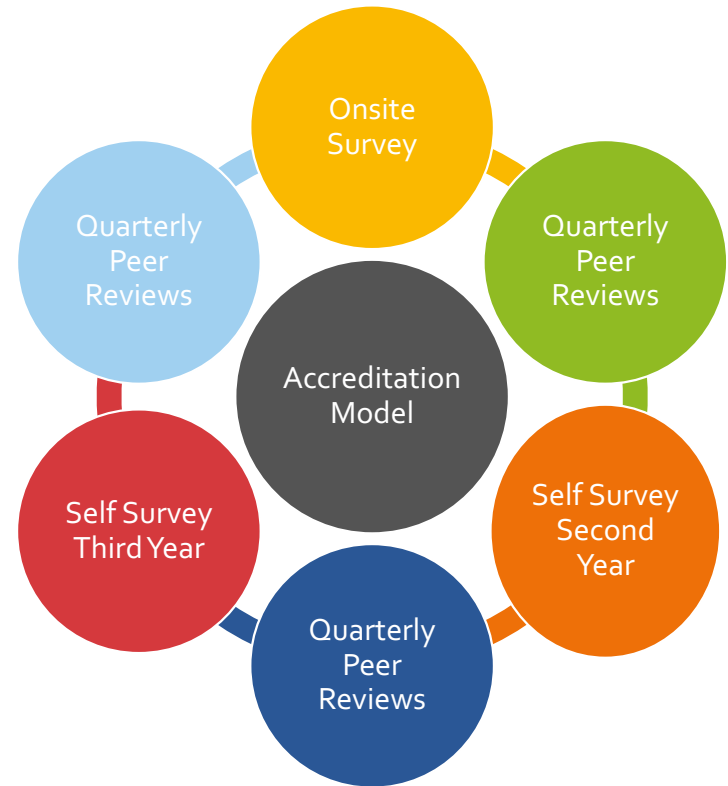 Onsite
Survey
Quarterly
Peer
Reviews
Quarterly
Peer
Reviews
Accreditation
Model
Self Survey
Third Year
Self Survey
Second
Year
Quarterly
Peer
Reviews